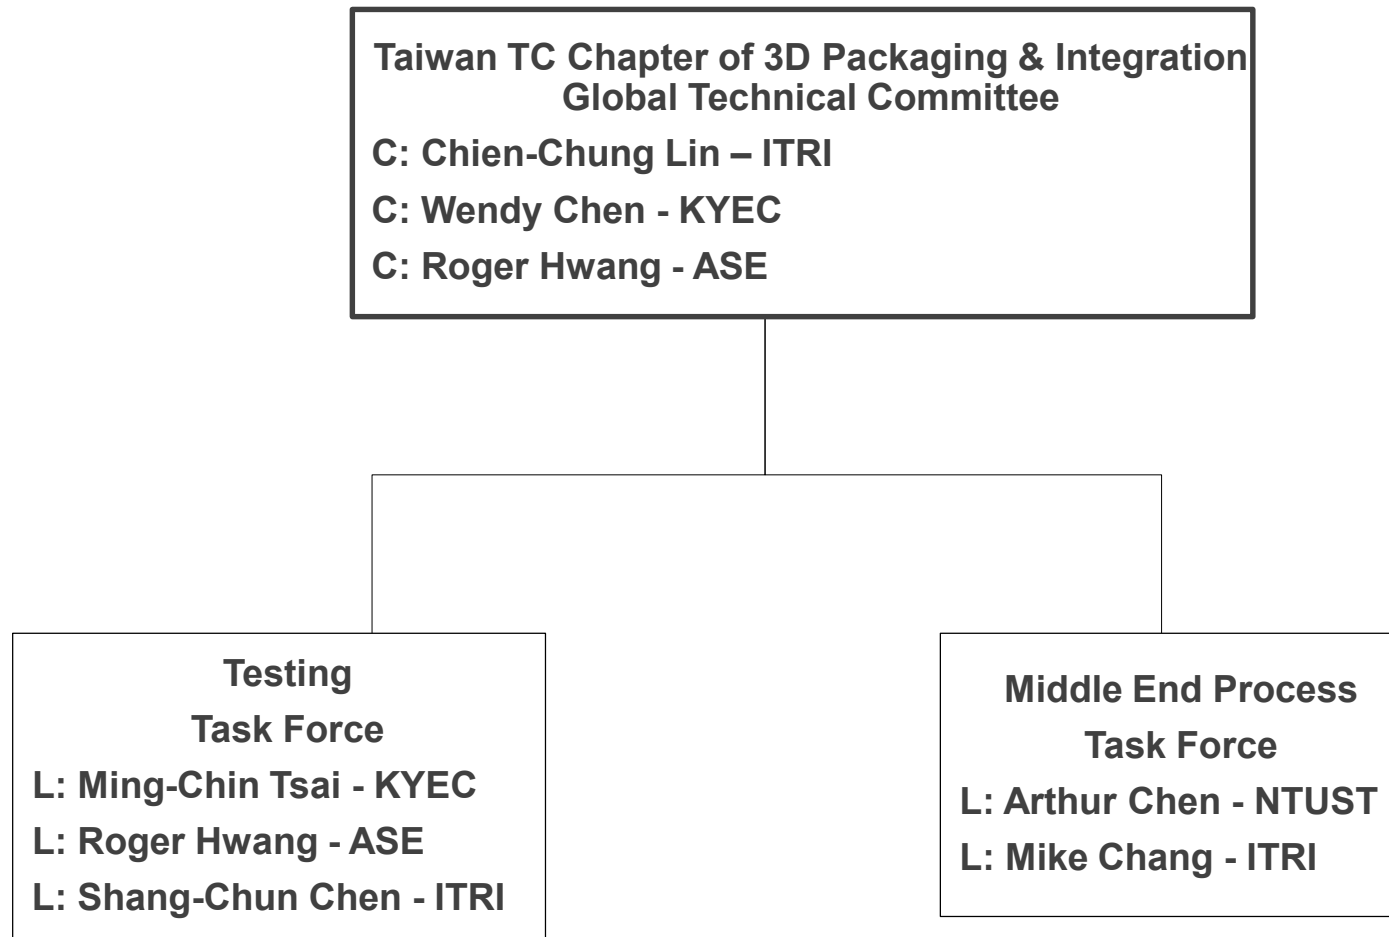 Taiwan TC Chapter of 3D Packaging & Integration
Global Technical Committee
C: Chien-Chung Lin – ITRI
C: Wendy Chen - KYEC
C: Roger Hwang - ASE
Testing
Task Force
L: Ming-Chin Tsai - KYEC
L: Roger Hwang - ASE
L: Shang-Chun Chen - ITRI
Middle End Process
Task Force
L: Arthur Chen - NTUST
L: Mike Chang - ITRI